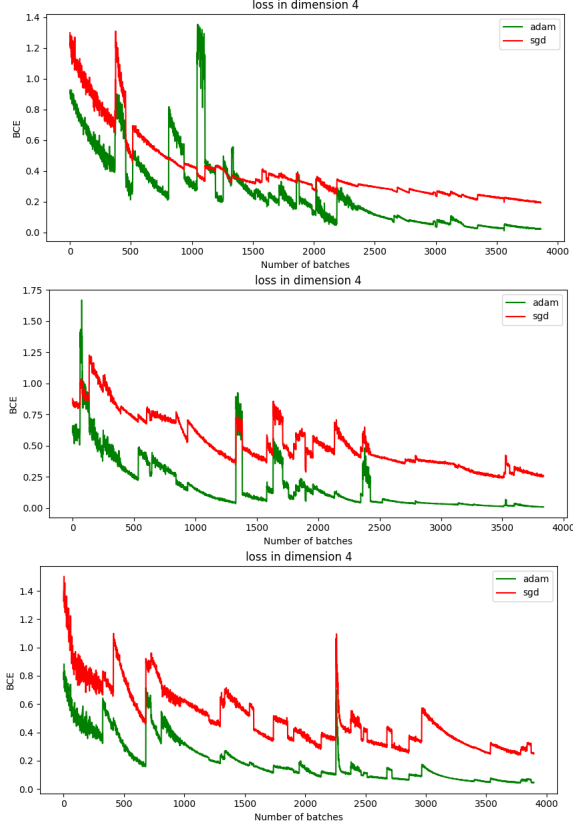 loss in dimension 4
1.4
1.2
1.0
0.8
0.6
0.4
0.2
0.0
BCE
adam
sgd
0 500 1000 1500 2000 2500 3000 3500 4000
Number of batches
loss in dimension 4
1.75
1.50
1.25
1.00
0.75
0.50
0.25
0.00
BCE
adam
sgd
0 500 1000 1500 2000 2500 3000 3500 4000
Number of batches
loss in dimension 4
1.4
1.2
1.0
0.8
0.6
0.4
0.2
0.0
BCE
adam
sgd
0 500 1000 1500 2000 2500 3000 3500 4000
Number of batches